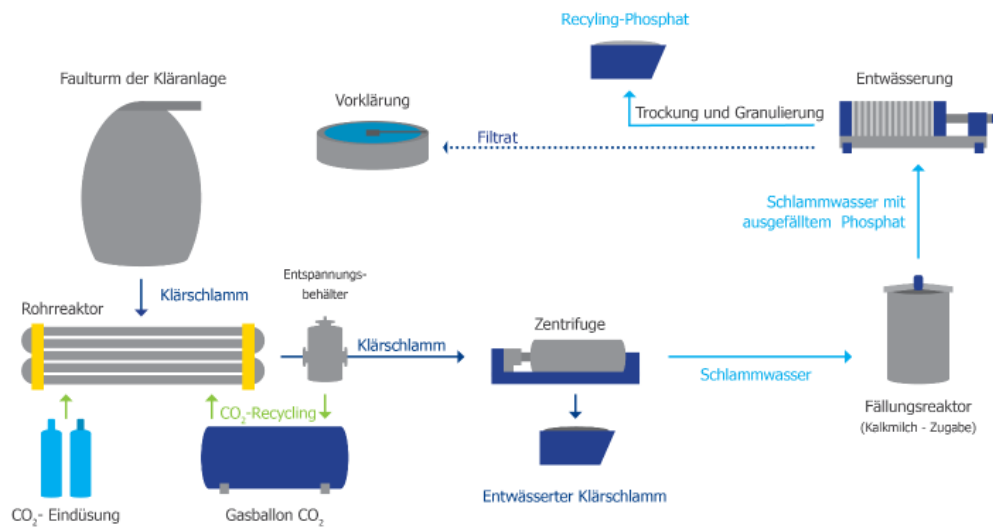 Recyling-Phosphat
Faulturm der Kläranlage
Entwässerung
Vorklärung
Trockung und Granulierung
Filtrat
Schlammwasser mit
ausgefälltem Phosphat
Entspannungs-
behälter
Klärschlamm
Rohrreaktor
Zentrifuge
Klärschlamm
Schlammwasser
CO₂-Recycling
Fällungsreaktor
(Kalkmilch - Zugabe)
Entwässerter Klärschlamm
CO₂- Eindüsung
Gasballon CO₂